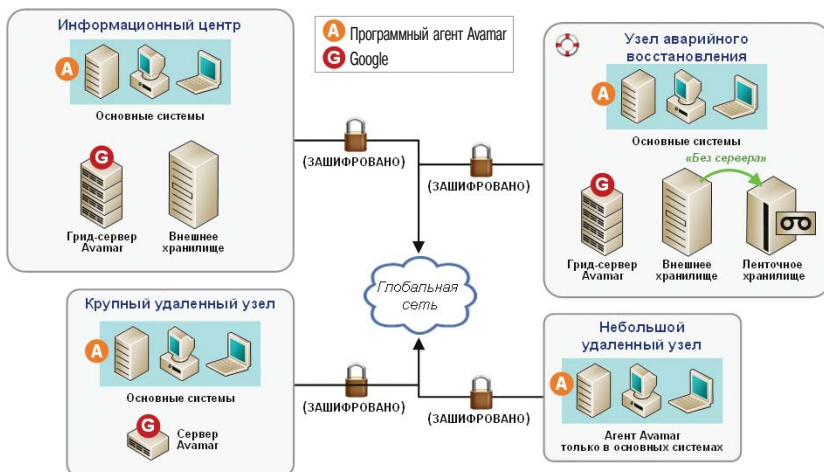 Информационный центр
А
Основные системы
G
Грид-сервер
Avamar
Внешнее
хранилище
А Программный агент Avamar
G Google
Узел аварийного
восстановления
А
Основные системы
«Без сервера»
G
Грид-сервер
Avamar
Внешнее
хранилище
Ленточное
хранилище
(ЗАШИФРОВАНО)
(ЗАШИФРОВАНО)
Глобальная
сеть
Крупный удаленный узел
А
Основные системы
G
Сервер
Avamar
(ЗАШИФРОВАНО)
(ЗАШИФРОВАНО)
Небольшой
удаленный узел
А
Агент Avamar
только в основных системах